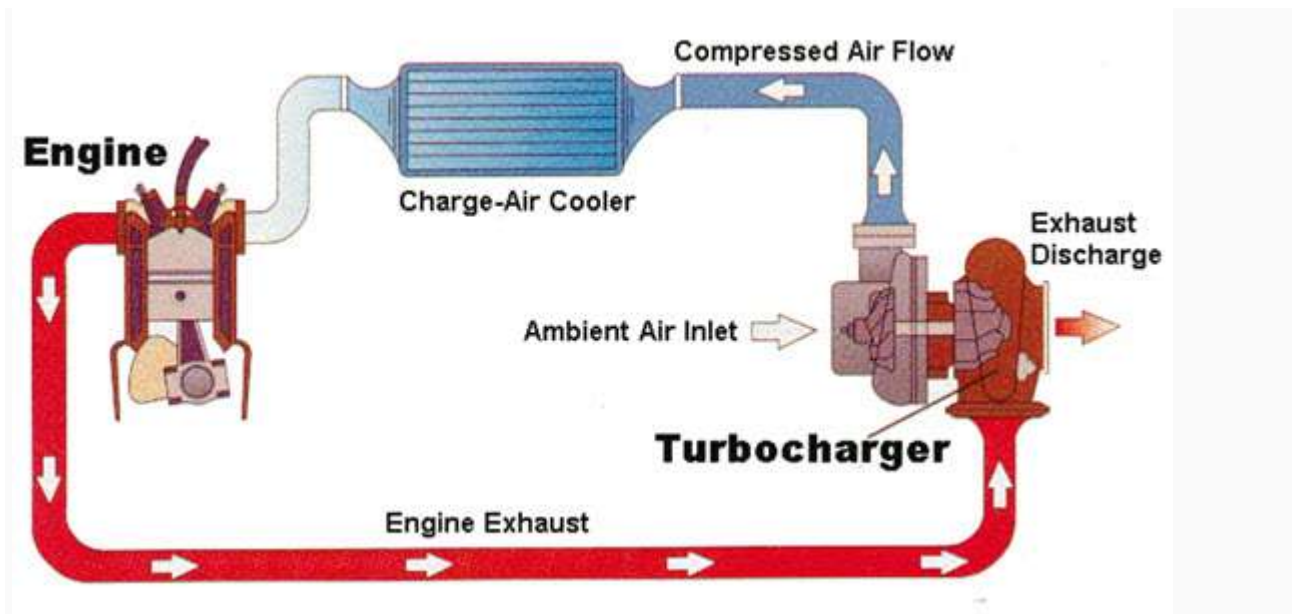 Compressed Air Flow
Engine
Charge-Air Cooler
Exhaust
Discharge
Ambient Air Inlet
Turbocharger
Engine Exhaust